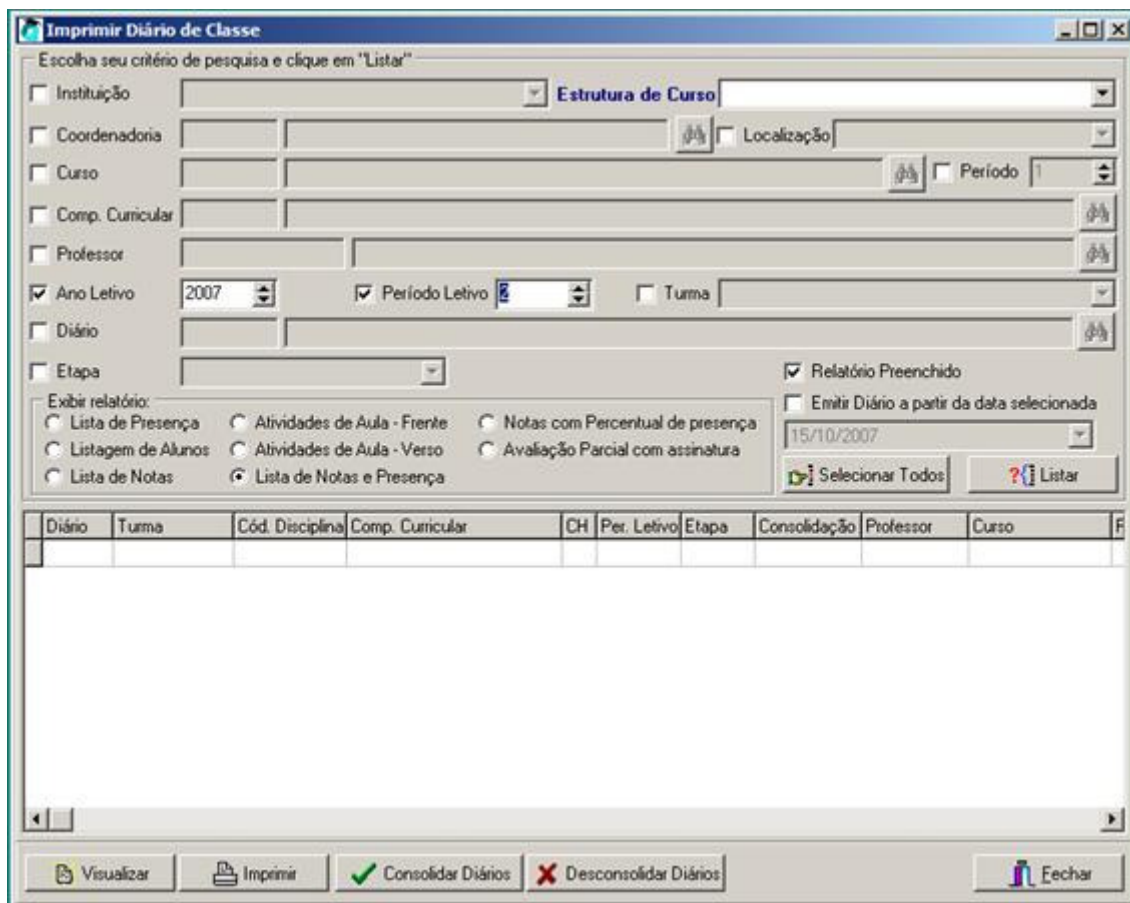 Imprimir Diário de Classe
Escolha seu critério de pesquisa e clique em "Listar"
Instituição Estrutura de Curso
Coordenadoria Localização
Curso Período 1
Comp. Curricular
Professor
Ano Letivo 2007 Período Letivo 2 Turma
Diário
Etapa Relatório Preenchido
Exibir relatório: Emitir Diário a partir da data selecionada
Lista de Presença Atividades de Aula - Frente Notas com Percentual de presença
15/10/2007
Listagem de Alunos Atividades de Aula - Verso Avaliação Parcial com assinatura
Lista de Notas Lista de Notas e Presença Selecionar Todos Listar
Diário Turma Cód. Disciplina Comp. Curricular CH Per. Letivo Etapa Consolidação Professor Curso
Visualizar Imprimir Consolidar Diários Desconsolidar Diários Fechar